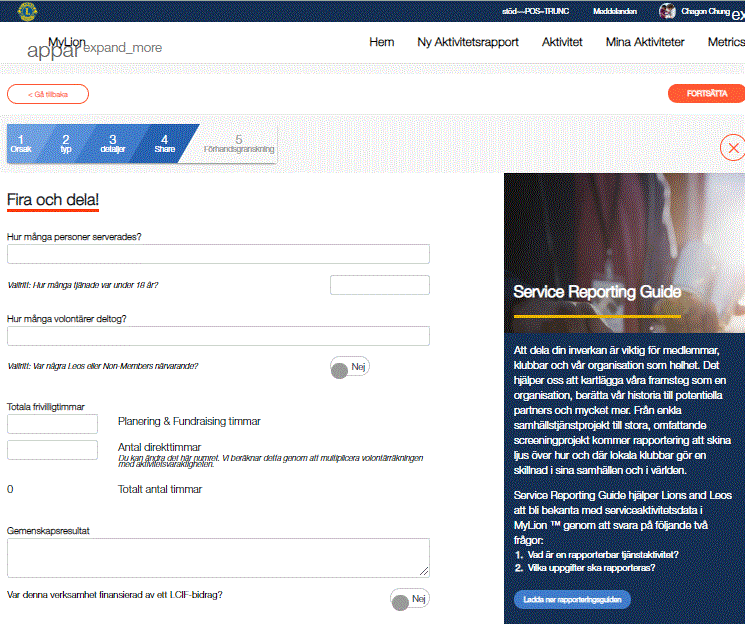 stöd---POS--TRUNC Meddelanden Chagon Chung ex
MyLion
appar expand_more
Hem Ny Aktivitetsrapport Aktivitet Mina Aktiviteter Metrics
< Gå tillbaka
FORTSÄTTA
1 2 3 4 5
Orsak typ detaljer Share Förhandsgranskning
Fira och dela!
Hur många personer serverades?
Valfritt: Hur många tjänade var under 18 år?
Hur många volontärer deltog?
Valfritt: Var några Leos eller Non-Members närvarande?
Nej
Totala frivilligtimmar
Planering & Fundraising timmar
Antal direkttimmar
Du kan ändra det här numret. Vi beräknar detta genom att multiplicera volontärräkningen
med aktivitetsvaraktigheten.
0 Totalt antal timmar
Gemenskapsresultat
Var denna verksamhet finansierad av ett LCIF-bidrag?
Nej
Service Reporting Guide
Att dela din inverkan är viktig för medlemmar,
klubbar och vår organisation som helhet. Det
hjälper oss att kartlägga våra framsteg som en
organisation, berätta vår historia till potentiella
partners och mycket mer. Från enkla
samhällstjänstprojekt till stora, omfattande
screeningprojekt kommer rapportering att skina
ljus över hur och där lokala klubbar gör en
skillnad i sina samhällen och i världen.
Service Reporting Guide hjälper Lions and Leos
att bli bekanta med serviceaktivitetsdata i
MyLion ™ genom att svara på följande två
frågor:
1. Vad är en rapporterbar tjänstaktivitet?
2. Vilka uppgifter ska rapporteras?
Ladda ner rapporteringsguiden